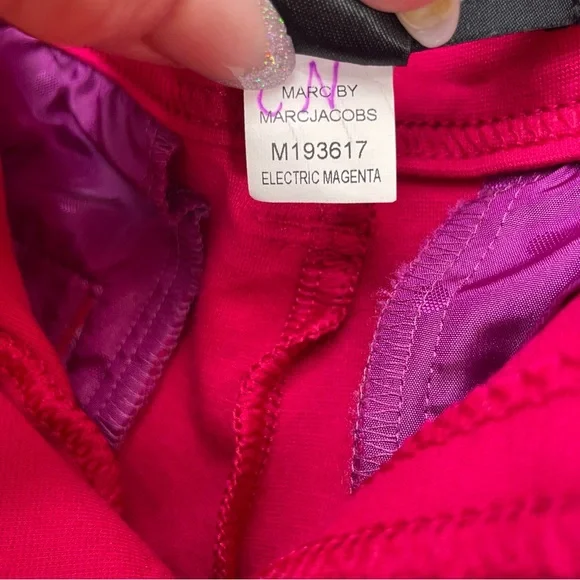 CN
MARC BY
MARCJACOBS
M193617
ELECTRIC MAGENTA